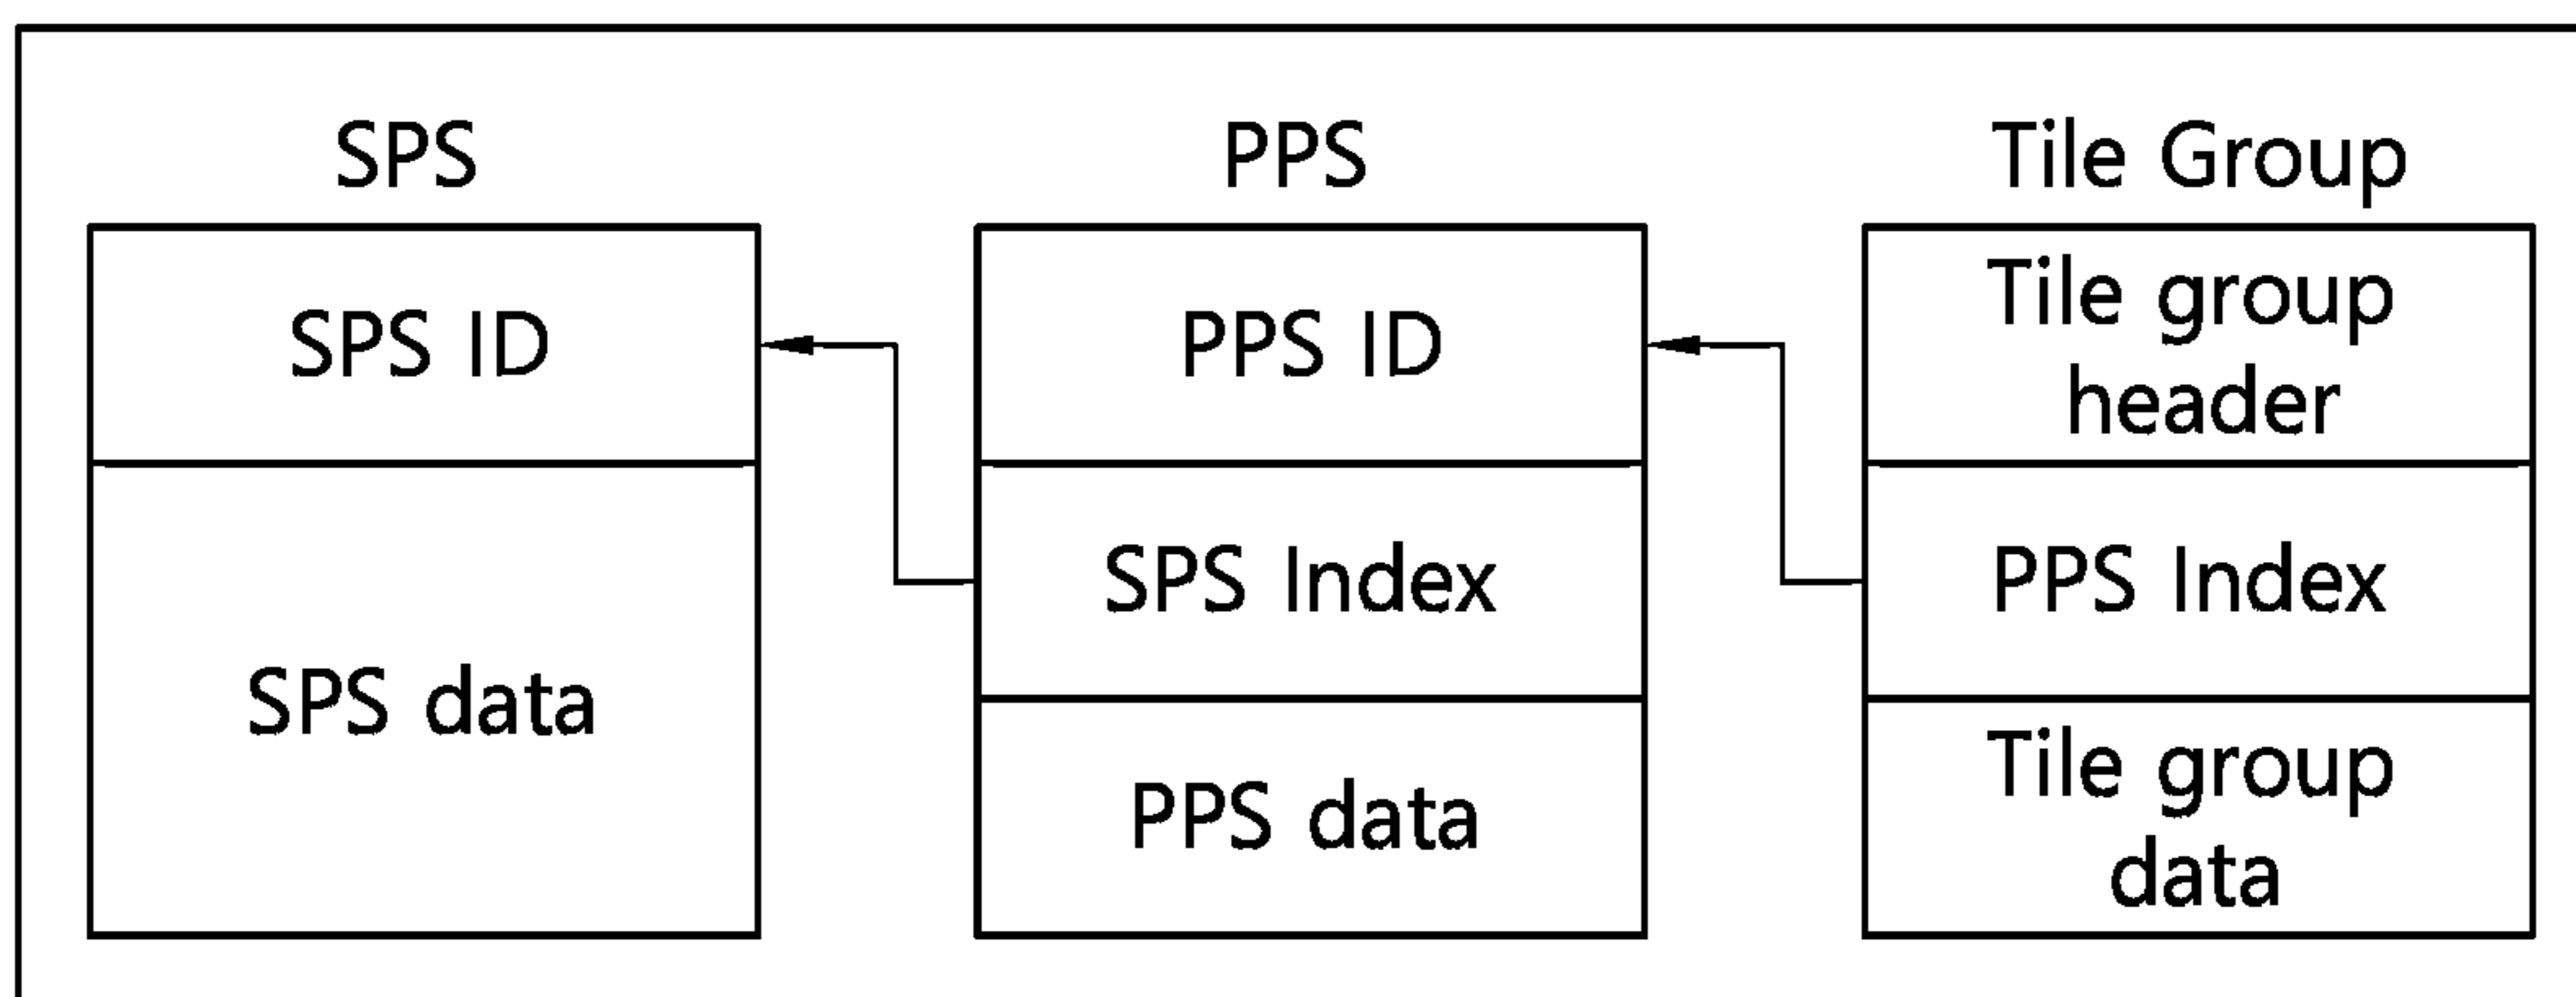 SPS
SPS ID
SPS data
PPS
PPS ID
SPS Index
PPS data
Tile Group
Tile group
header
PPS Index
Tile group
data